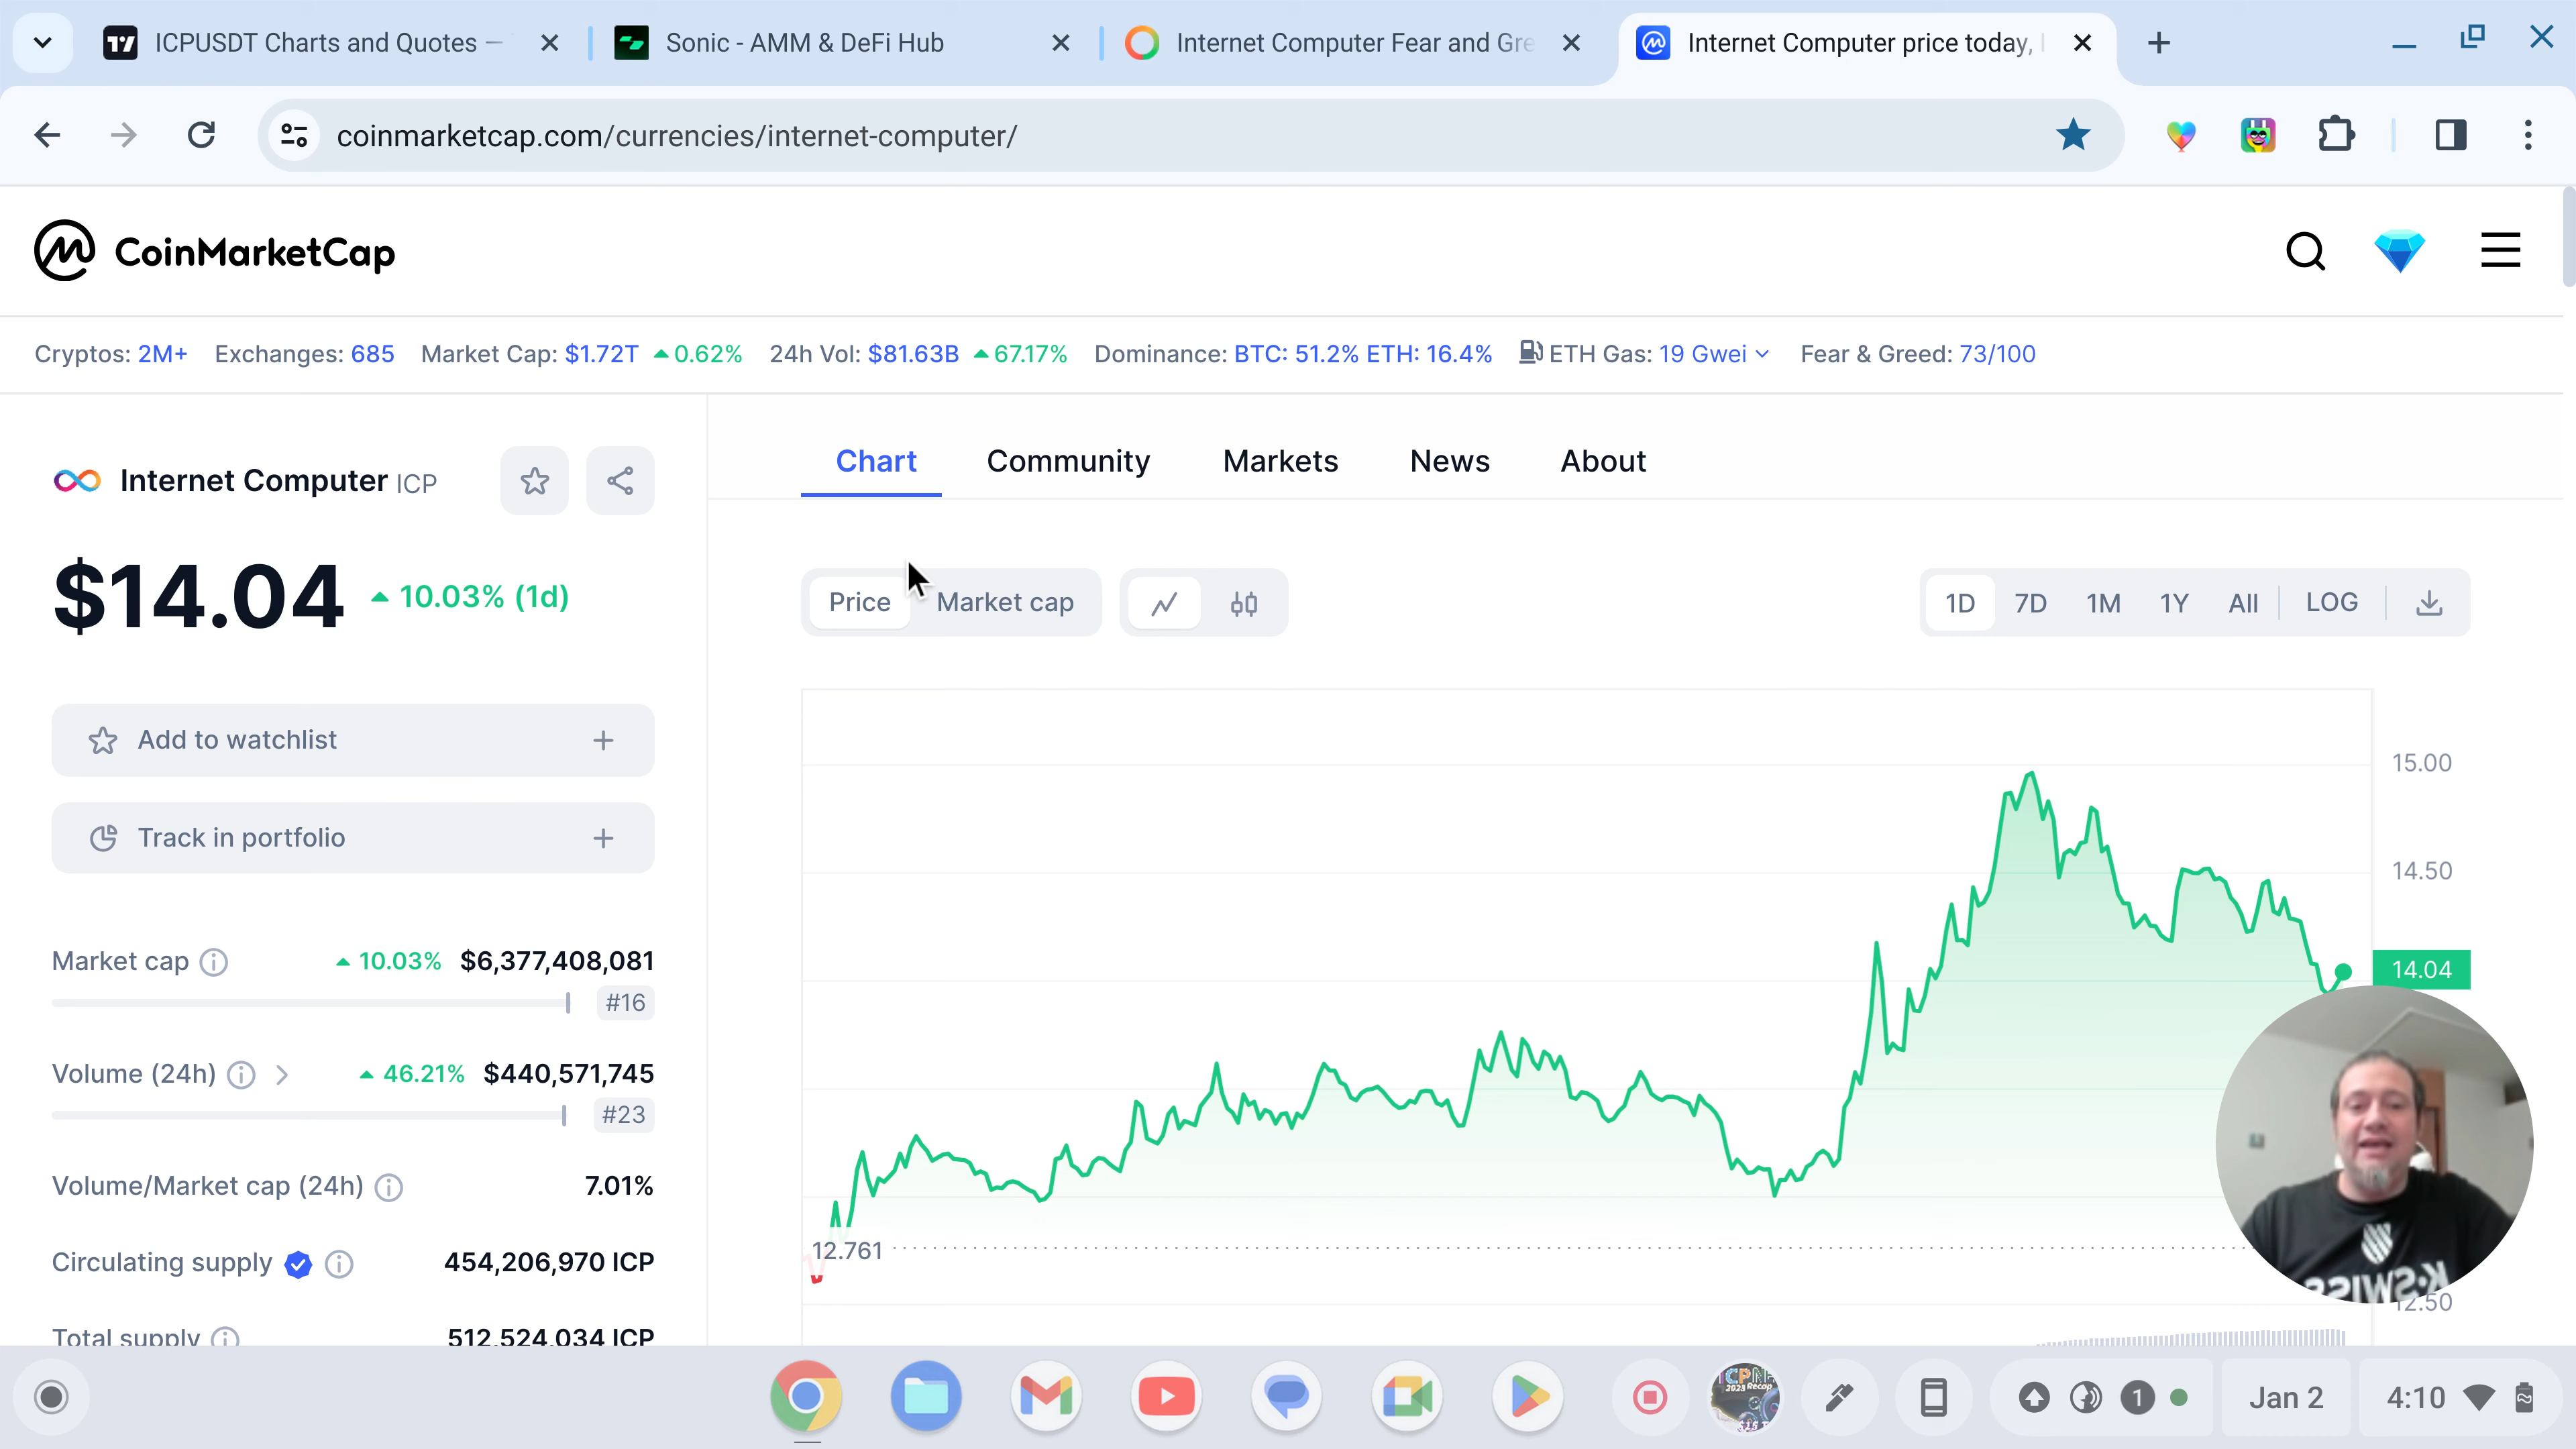 ICPUSDT Charts and Quotes —
Sonic - AMM & DeFi Hub
Internet Computer Fear and Gre
Internet Computer price today,
coinmarketcap.com/currencies/internet-computer/
CoinMarketCap
Cryptos: 2M+ Exchanges: 685 Market Cap: $1.72T 0.62% 24h Vol: $81.63B 67.17% Dominance: BTC: 51.2% ETH: 16.4% ETH Gas: 19 Gwei Fear & Greed: 73/100
Internet Computer ICP
$14.04 10.03% (1d)
Add to watchlist
Track in portfolio
Market cap 10.03% $6,377,408,081
#16
Volume (24h) 46.21% $440,571,745
#23
Volume/Market cap (24h) 7.01%
Circulating supply 454,206,970 ICP
Total supply 512,524,034 ICP
Chart Community Markets News About
Price Market cap
1D 7D 1M 1Y All LOG
15.00
14.50
14.04
12.761
12.50
K·SWISS
ICPNFT
2023 Recop
1
Jan 2
4:10